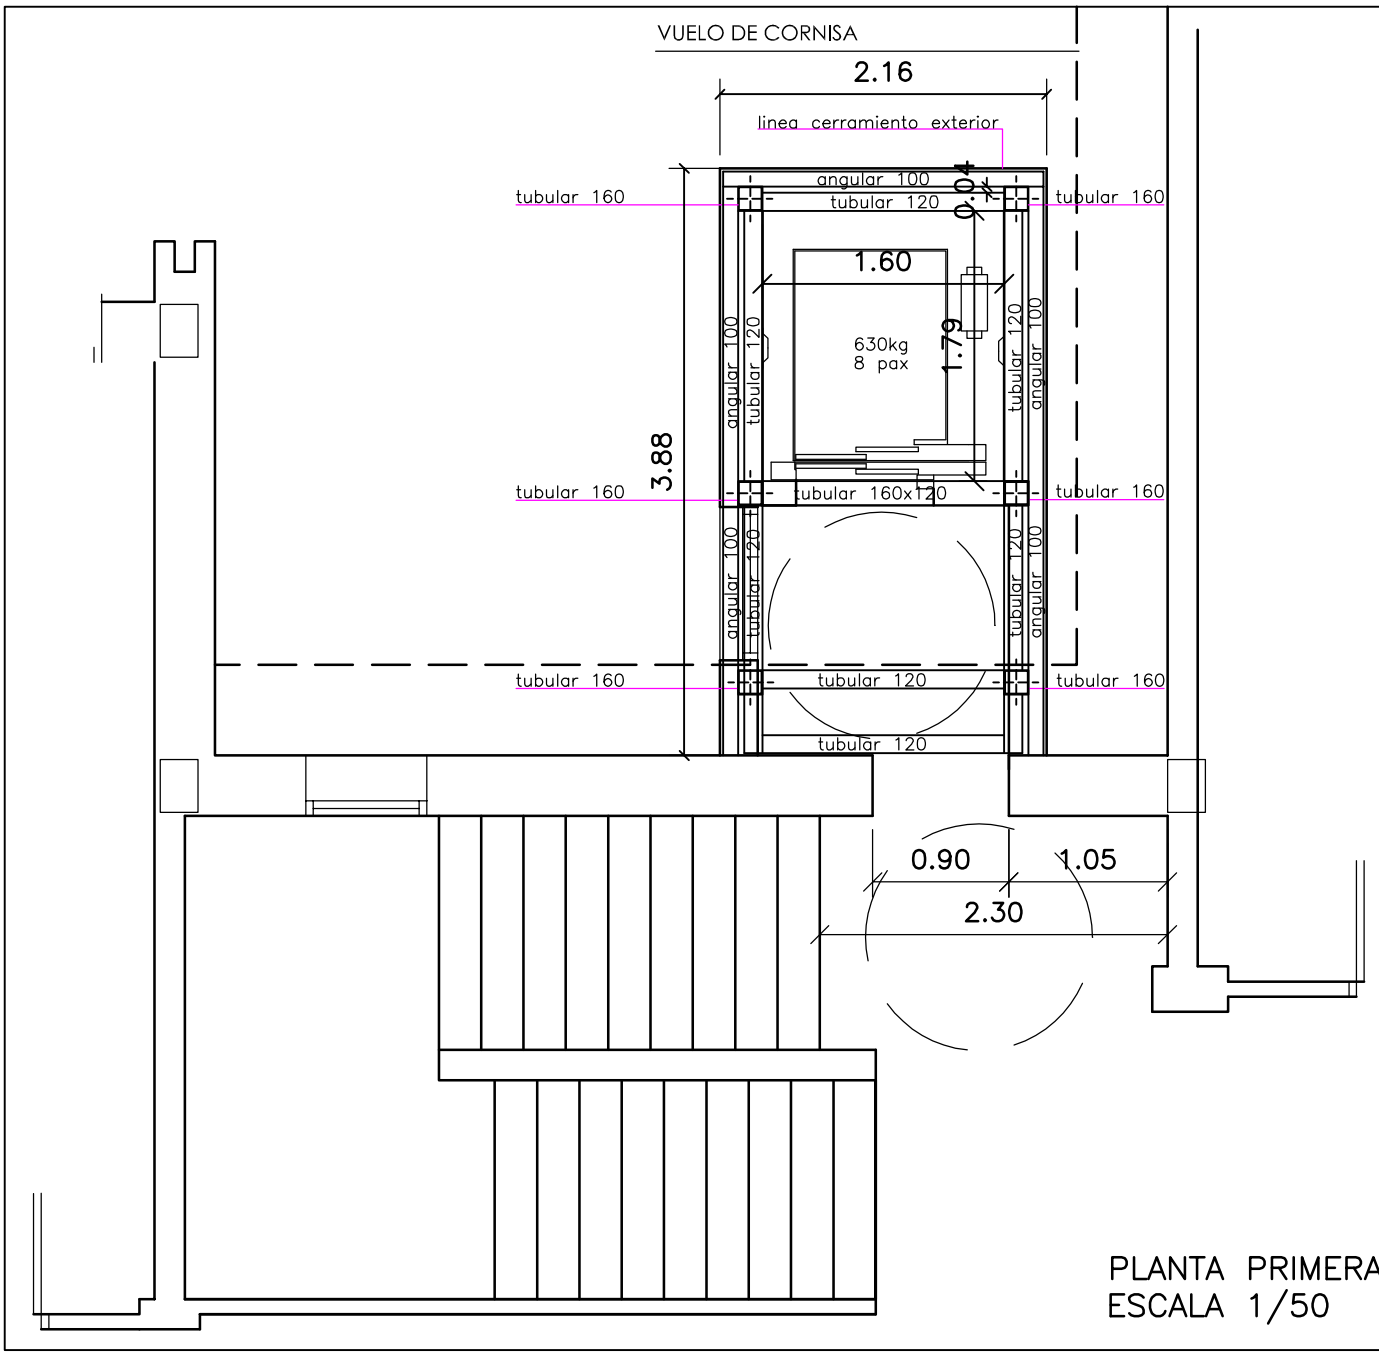 VUELO DE CORNISA
2.16
linea cerramiento exterior
0.04
angular 100
tubular 160
tubular 120
tubular 160
1.60
angular 100
tubular 120
630kg
8 pax
1.79
tubular 120
angular 100
3.88
tubular 160
tubular 160x120
tubular 160
angular 100
tubular 120
tubular 120
angular 100
tubular 160
tubular 120
tubular 160
tubular 120
0.90
1.05
2.30
PLANTA PRIMERA
ESCALA 1/50